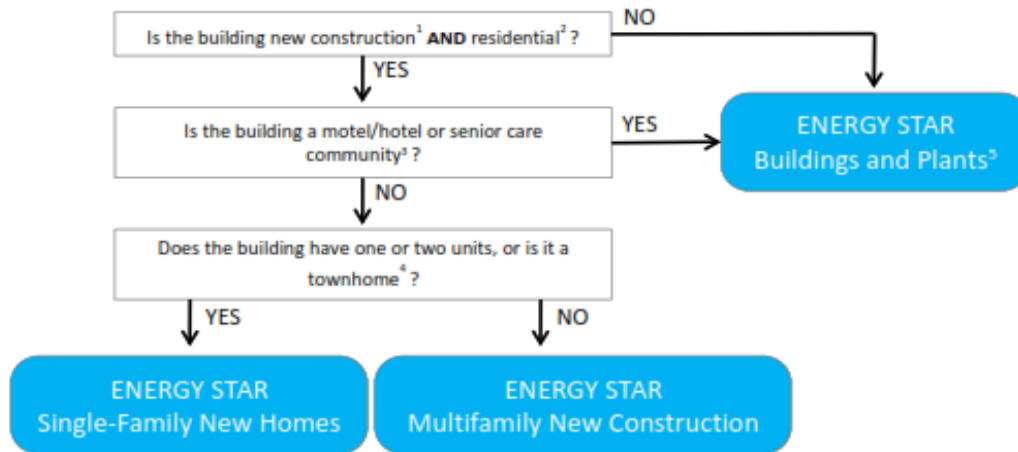 Is the building new construction¹ AND residential² ?
NO
YES
Is the building a motel/hotel or senior care
community³ ?
YES
ENERGY STAR
Buildings and Plants⁵
NO
Does the building have one or two units, or is it a
townhome⁴ ?
YES
NO
ENERGY STAR
Single-Family New Homes
ENERGY STAR
Multifamily New Construction